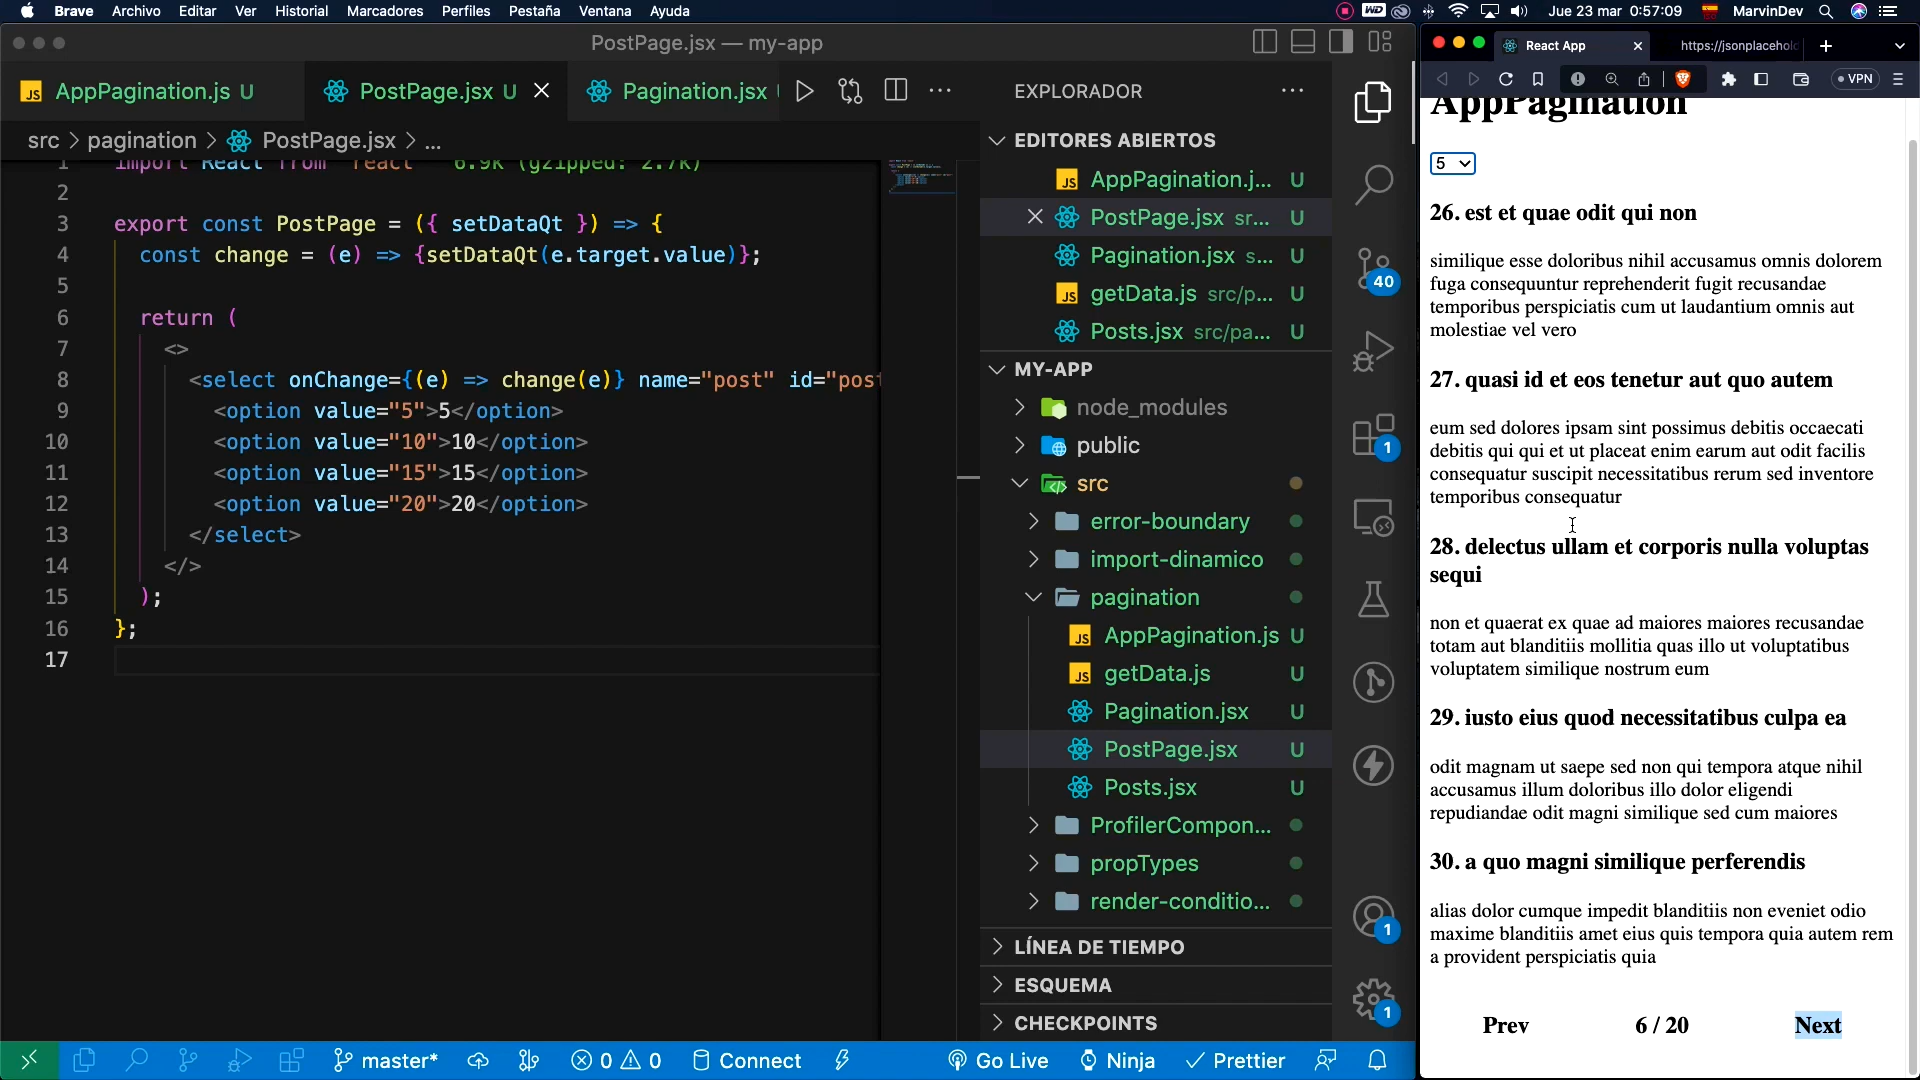 Brave Archivo Editar Ver Historial Marcadores Perfiles Pestaña Ventana Ayuda
WD
Jue 23 mar 0:57:09
MarvinDev
PostPage.jsx — my-app
AppPagination.js U
PostPage.jsx U
Pagination.jsx
src > pagination > PostPage.jsx > ...
1 import React from "react" 6.9K (gzipped: 2.7K)
2
3 export const PostPage = ({ setDataQt }) => {
4 const change = (e) => {setDataQt(e.target.value)};
5
6 return (
7 <>
8 <select onChange={(e) => change(e)} name="post" id="post
9 <option value="5">5</option>
10 <option value="10">10</option>
11 <option value="15">15</option>
12 <option value="20">20</option>
13 </select>
14 </>
15 );
16 };
17
EXPLORADOR
EDITORES ABIERTOS
AppPagination.j... U
PostPage.jsx sr... U
Pagination.jsx s... U
getData.js src/p... U
Posts.jsx src/pa... U
MY-APP
node_modules
public
src
error-boundary
import-dinamico
pagination
AppPagination.js U
getData.js U
Pagination.jsx U
PostPage.jsx U
Posts.jsx U
ProfilerCompon...
propTypes
render-conditio...
LÍNEA DE TIEMPO
ESQUEMA
CHECKPOINTS
40
1
1
1
master*
0 0
Connect
Go Live
Ninja
Prettier
React App
https://jsonplacehol
VPN
AppPagination
5
26. est et quae odit qui non
similique esse doloribus nihil accusamus omnis dolorem
fuga consequuntur reprehenderit fugit recusandae
temporibus perspiciatis cum ut laudantium omnis aut
molestiae vel vero
27. quasi id et eos tenetur aut quo autem
eum sed dolores ipsam sint possimus debitis occaecati
debitis qui qui et ut placeat enim earum aut odit facilis
consequatur suscipit necessitatibus rerum sed inventore
temporibus consequatur
28. delectus ullam et corporis nulla voluptas
sequi
non et quaerat ex quae ad maiores maiores recusandae
totam aut blanditiis mollitia quas illo ut voluptatibus
voluptatem similique nostrum eum
29. iusto eius quod necessitatibus culpa ea
odit magnam ut saepe sed non qui tempora atque nihil
accusamus illum doloribus illo dolor eligendi
repudiandae odit magni similique sed cum maiores
30. a quo magni similique perferendis
alias dolor cumque impedit blanditiis non eveniet odio
maxime blanditiis amet eius quis tempora quia autem rem
a provident perspiciatis quia
Prev 6 / 20 Next